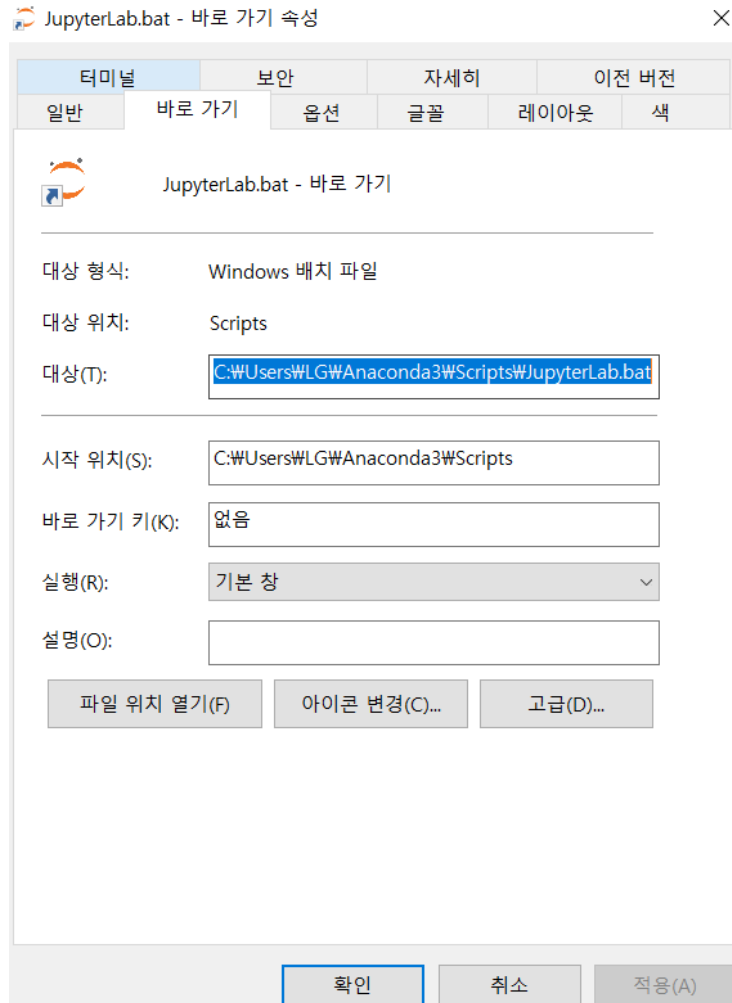 JupyterLab.bat - 바로 가기 속성
터미널 보안 자세히 이전 버전
일반 바로 가기 옵션 글꼴 레이아웃 색
JupyterLab.bat - 바로 가기
대상 형식: Windows 배치 파일
대상 위치: Scripts
대상(T): C:₩Users₩LG₩Anaconda3₩Scripts₩JupyterLab.bat
시작 위치(S): C:₩Users₩LG₩Anaconda3₩Scripts
바로 가기 키(K): 없음
실행(R): 기본 창
설명(O):
파일 위치 열기(F) 아이콘 변경(C)... 고급(D)...
확인 취소 적용(A)